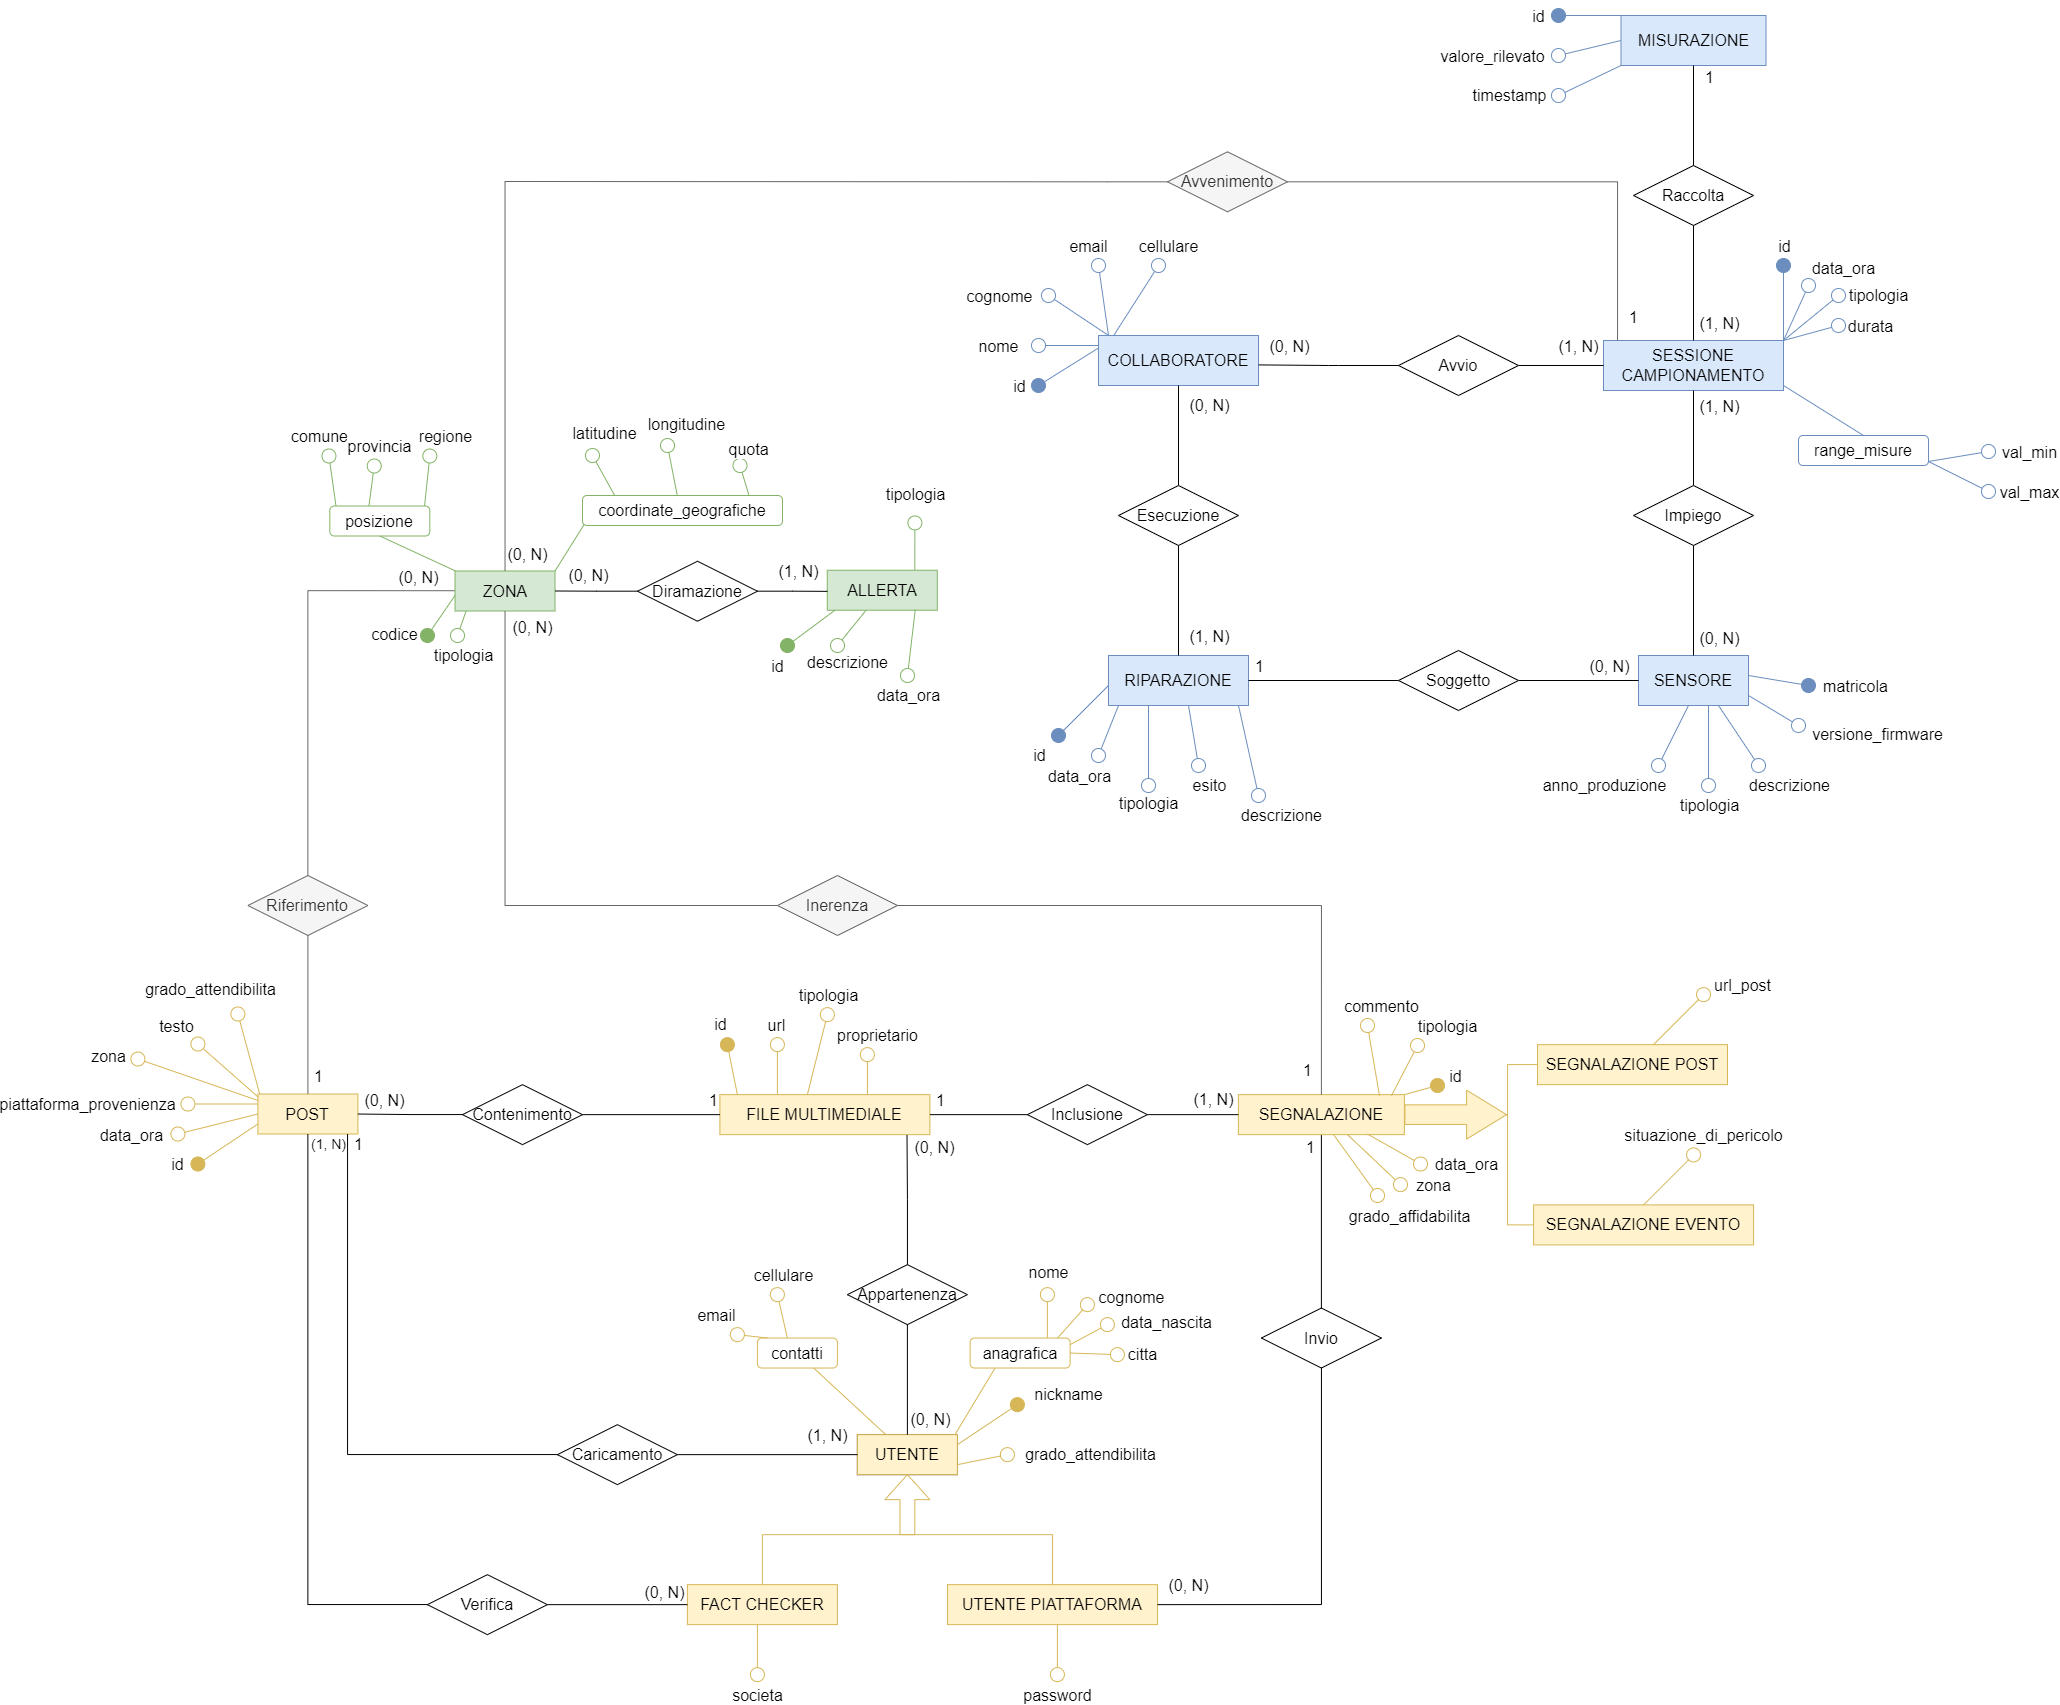 id
MISURAZIONE
valore_rilevato
1
timestamp
Avvenimento
Raccolta
email
cellulare
id
data_ora
cognome
tipologia
1
(1, N)
durata
nome
COLLABORATORE
(0, N)
Avvio
(1, N)
SESSIONE
CAMPIONAMENTO
id
(0, N)
(1, N)
range_misure
val_min
val_max
comune
provincia
regione
latitudine
longitudine
quota
posizione
coordinate_geografiche
tipologia
Esecuzione
Impiego
(0, N)
(0, N)
ZONA
(0, N)
Diramazione
(1, N)
ALLERTA
codice
tipologia
(0, N)
id
descrizione
data_ora
(1, N)
(0, N)
RIPARAZIONE
1
Soggetto
(0, N)
SENSORE
matricola
versione_firmware
id
data_ora
tipologia
esito
descrizione
anno_produzione
tipologia
descrizione
Riferimento
Inerenza
grado_attendibilita
testo
zona
piattaforma_provenienza
data_ora
id
1
POST
(0, N)
(1, N)
1
Contenimento
id
url
tipologia
proprietario
1
FILE MULTIMEDIALE
1
(0, N)
Inclusione
(1, N)
1
commento
tipologia
id
SEGNALAZIONE
1
data_ora
zona
grado_affidabilita
url_post
SEGNALAZIONE POST
situazione_di_pericolo
SEGNALAZIONE EVENTO
Appartenenza
cellulare
email
contatti
nome
cognome
data_nascita
citta
anagrafica
Invio
nickname
(0, N)
(1, N)
Caricamento
UTENTE
grado_attendibilita
Verifica
(0, N)
FACT CHECKER
UTENTE PIATTAFORMA
(0, N)
societa
password